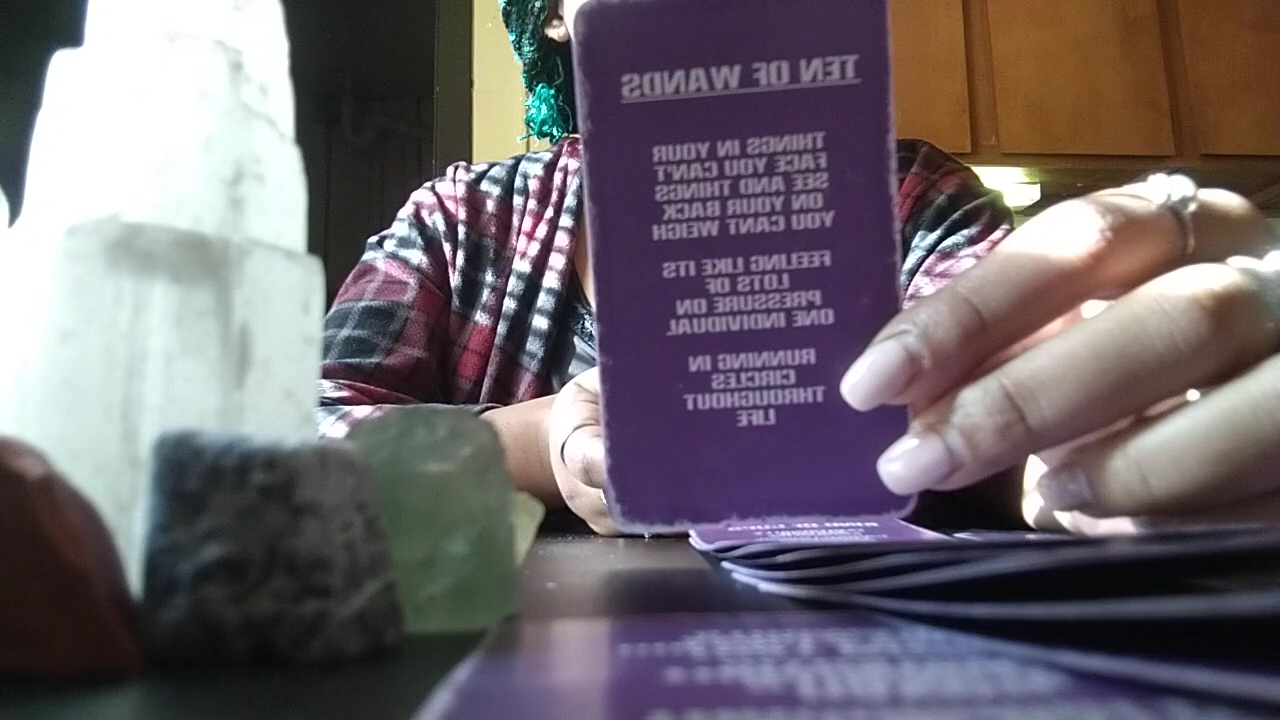 TEN OF WANDS
THINGS IN YOUR
FACE YOU CAN'T
SEE AND THINGS
ON YOUR BACK
YOU CANT WEIGH
FEELING LIKE ITS
LOTS OF
PRESSURE ON
ONE INDIVIDUAL
RUNNING IN
CIRCLES
THROUGHOUT
LIFE